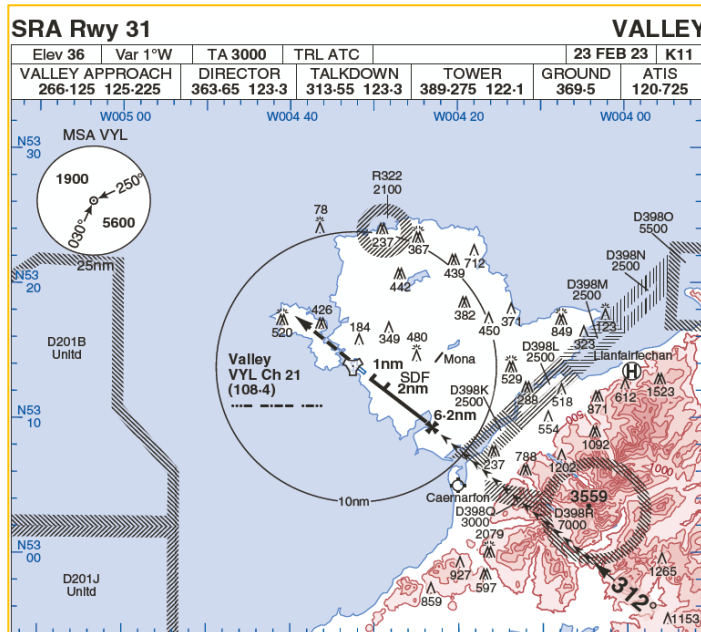 SRA Rwy 31 VALLEY
Elev 36 Var 1°W TA 3000 TRL ATC 23 FEB 23 K11
VALLEY APPROACH DIRECTOR TALKDOWN TOWER GROUND ATIS
266·125 125·225 363·65 123·3 313·55 123·3 389·275 122·1 369·5 120·725
W005 00 W004 40 W004 20 W004 00
MSA VYL
N53
30
1900
250°
5600
030°
25nm
R322
2100
78
237
367
D398O
5500
D398N
2500
712
439
442
N53
20
D398M
2500
426
520
382
450
371
849
123
184
349
480
323
D201B
Unltd
Valley
VYL Ch 21
(108·4)
1nm
Mona
D398L
2500
Llanfairfechan
H
SDF
2nm
529
612
1523
D398K
2500
288
518
871
6·2nm
554
500
N53
10
1092
237
788
1202
1000
10nm
Caernarfon
3559
D398Q
3000
D398R
7000
2079
N53
00
927
597
859
1265
D201J
Unltd
312°
1153